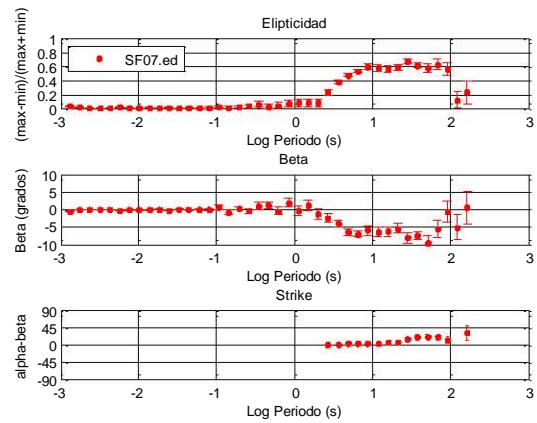 Elipticidad
(max-min)/(max+min)
1
0.8
0.6
0.4
0.2
0
SF07.ed
-3 -2 -1 0 1 2 3
Log Periodo (s)
Beta
Beta (grados)
10
5
0
-5
-10
-3 -2 -1 0 1 2 3
Log Periodo (s)
Strike
alpha-beta
90
45
0
-45
-90
-3 -2 -1 0 1 2 3
Log Periodo (s)